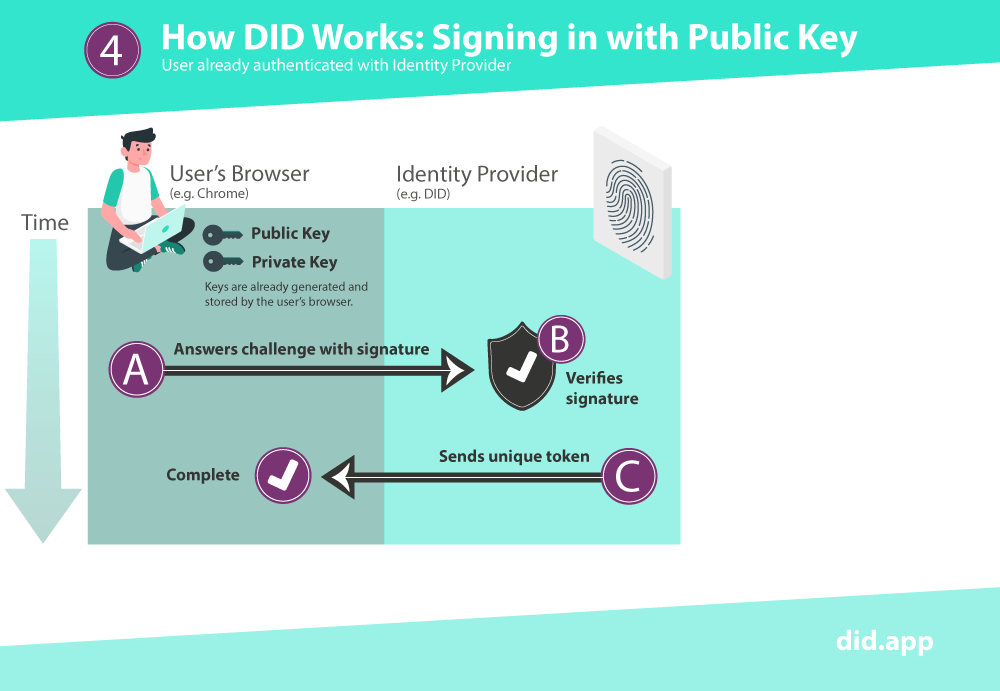 4
How DID Works: Signing in with Public Key
User already authenticated with Identity Provider
User's Browser
(e.g. Chrome)
Identity Provider
(e.g. DID)
Time
Public Key
Private Key
Keys are already generated and
stored by the user's browser.
A
Answers challenge with signature
B
Verifies
signature
Complete
Sends unique token
C
did.app